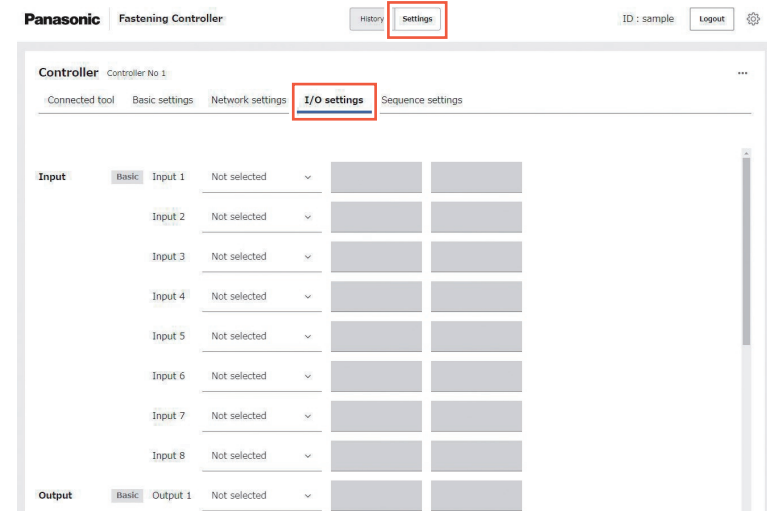 Panasonic Fastening Controller History Settings ID : sample Logout
Controller Controller No 1 ...
Connected tool Basic settings Network settings I/O settings Sequence settings
Input Basic Input 1 Not selected
Input 2 Not selected
Input 3 Not selected
Input 4 Not selected
Input 5 Not selected
Input 6 Not selected
Input 7 Not selected
Input 8 Not selected
Output Basic Output 1 Not selected